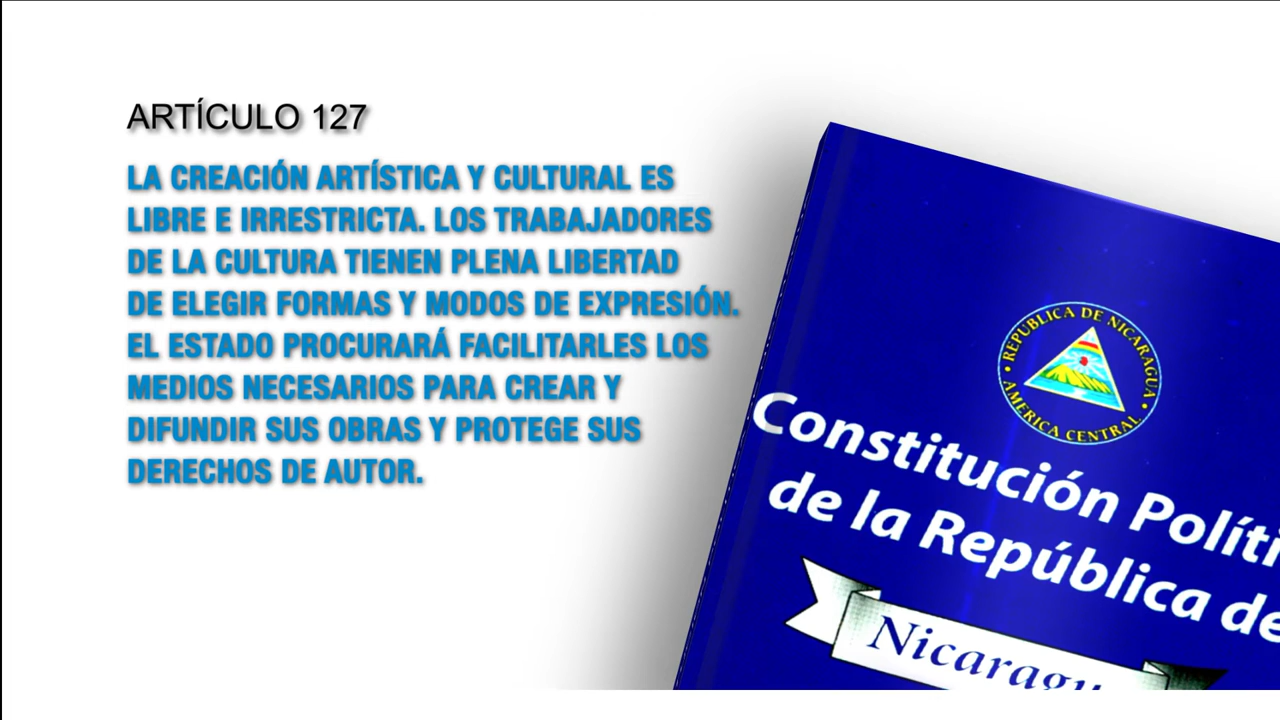 ARTÍCULO 127
LA CREACIÓN ARTÍSTICA Y CULTURAL ES
LIBRE E IRRESTRICTA. LOS TRABAJADORES
DE LA CULTURA TIENEN PLENA LIBERTAD
DE ELEGIR FORMAS Y MODOS DE EXPRESIÓN.
EL ESTADO PROCURARÁ FACILITARLES LOS
MEDIOS NECESARIOS PARA CREAR Y
DIFUNDIR SUS OBRAS Y PROTEGE SUS
DERECHOS DE AUTOR.
REPUBLICA DE NICARAGUA
AMERICA CENTRAL
Constitución Políti
de la República de
Nicaragu